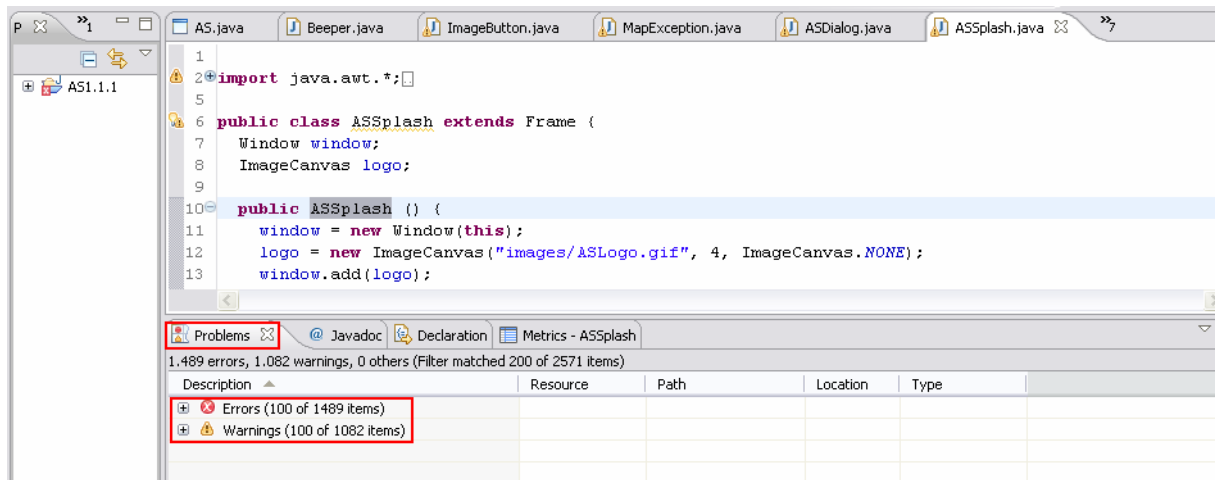 P »1
AS.java Beeper.java ImageButton.java MapException.java ASDialog.java ASSplash.java »7
AS1.1.1
1
2 import java.awt.*;
5
6 public class ASSplash extends Frame {
7 Window window;
8 ImageCanvas logo;
9
10 public ASSplash () {
11 window = new Window(this);
12 logo = new ImageCanvas("images/ASLogo.gif", 4, ImageCanvas.NONE);
13 window.add(logo);
Problems @ Javadoc Declaration Metrics - ASSplash
1.489 errors, 1.082 warnings, 0 others (Filter matched 200 of 2571 items)
Description Resource Path Location Type
Errors (100 of 1489 items)
Warnings (100 of 1082 items)